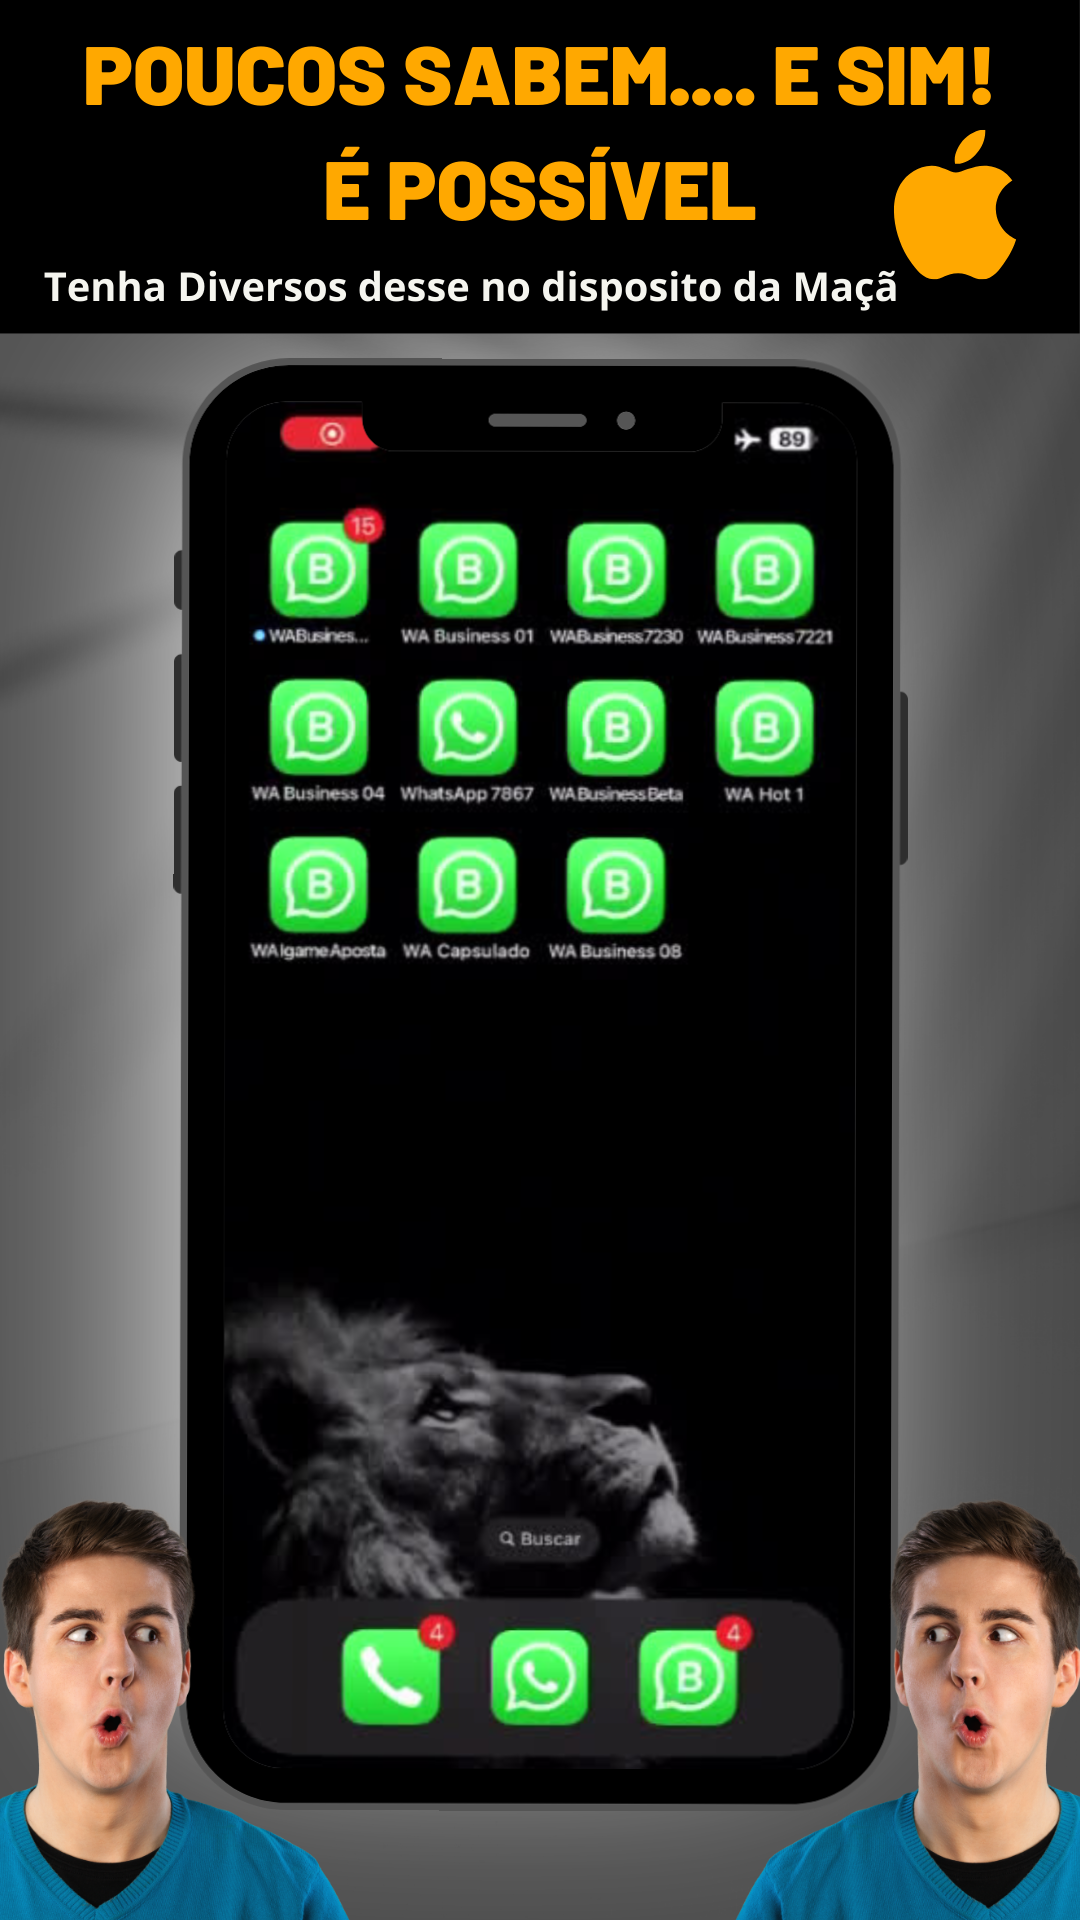 POUCOS SABEM.... E SIM!
É POSSÍVEL
Tenha Diversos desse no disposito da Maçã
89
15
WABusines...
WA Business 01
WABusiness7230
WABusiness7221
WA Business 04
WhatsApp 7867
WABusinessBeta
WA Hot 1
WAIgameAposta
WA Capsulado
WA Business 08
Buscar
4
4